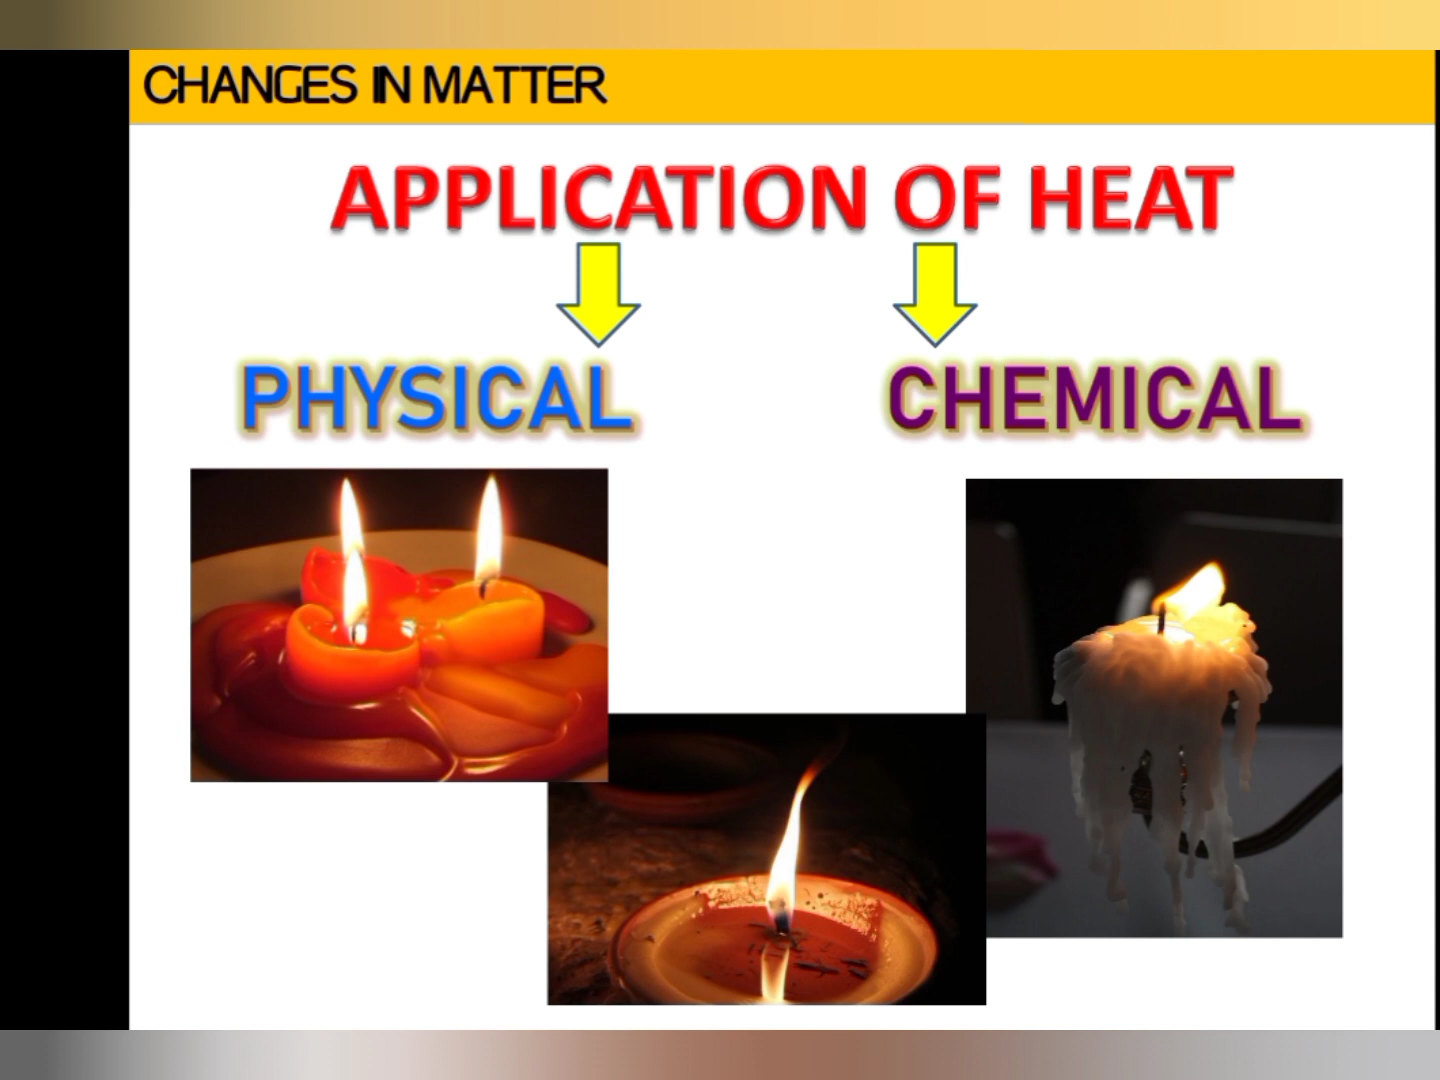 CHANGES IN MATTER
APPLICATION OF HEAT
PHYSICAL
CHEMICAL